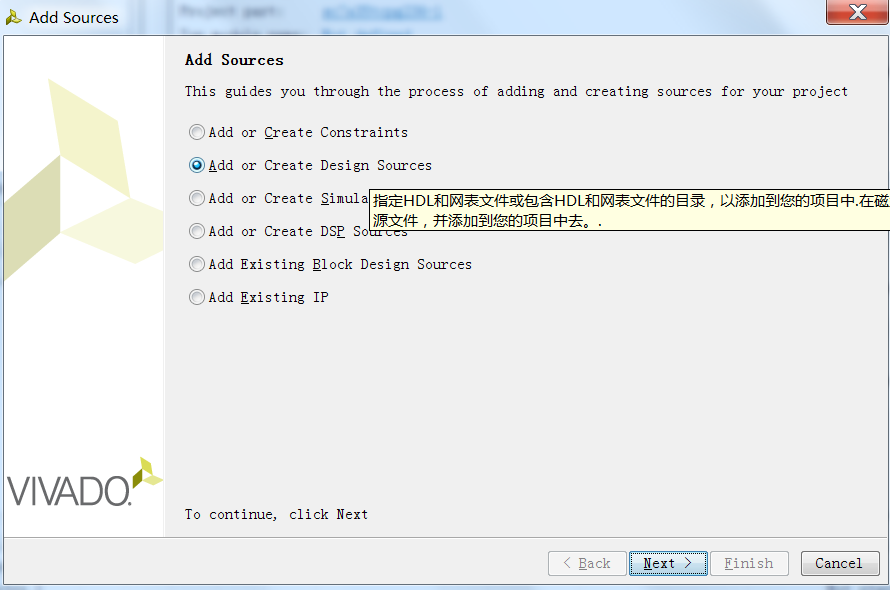 Add Sources
Project part:
Add Sources
This guides you through the process of adding and creating sources for your project
Add or Create Constraints
Add or Create Design Sources
Add or Create Simula
指定HDL和网表文件或包含HDL和网表文件的目录，以添加到您的项目中.在磁
源文件，并添加到您的项目中去。.
Add or Create DSP Sources
Add Existing Block Design Sources
Add Existing IP
VIVADO.
To continue, click Next
< Back
Next >
Finish
Cancel